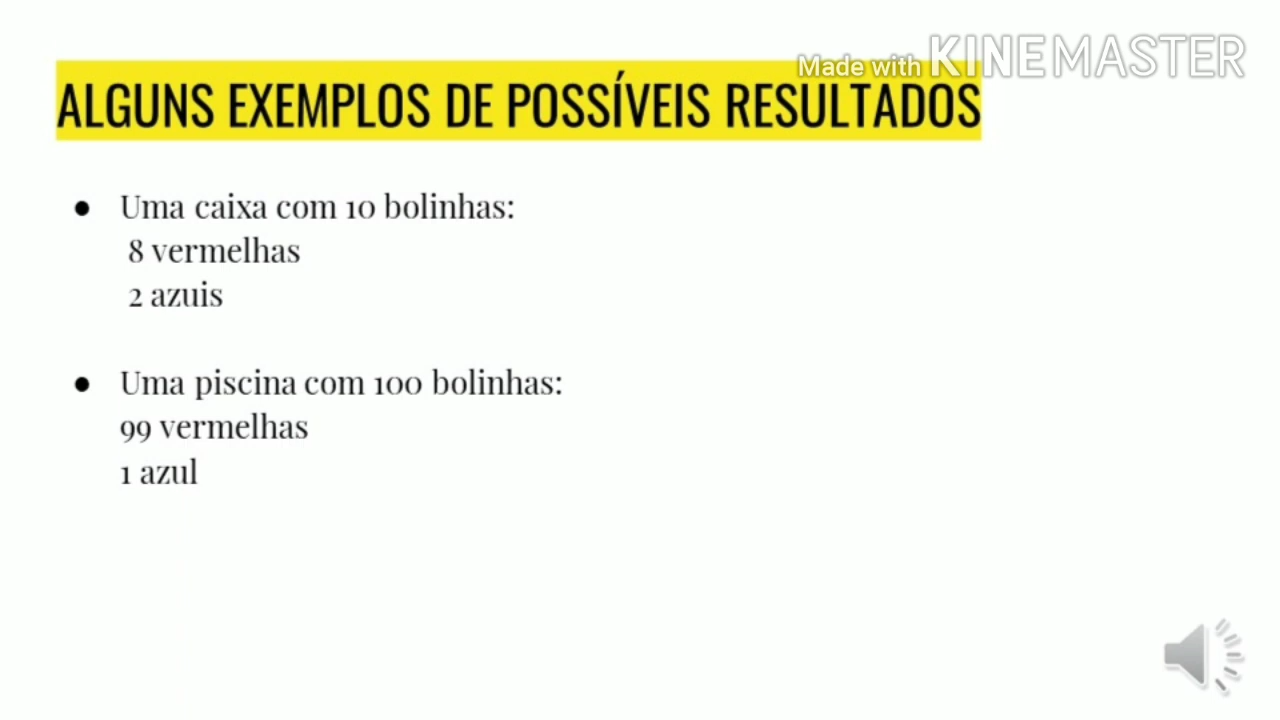 Made with KINEMASTER
ALGUNS EXEMPLOS DE POSSÍVEIS RESULTADOS
● Uma caixa com 10 bolinhas:
8 vermelhas
2 azuis
● Uma piscina com 100 bolinhas:
99 vermelhas
1 azul